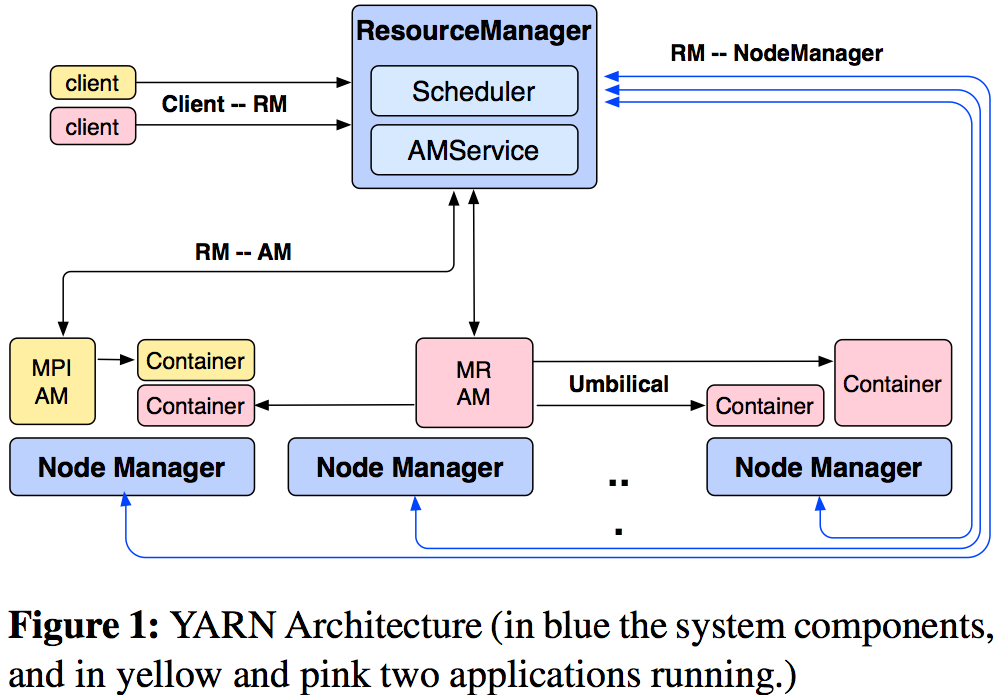 ResourceManager
RM -- NodeManager
client
Scheduler
Client -- RM
client
AMService
RM -- AM
MPI
AM
Container
Container
MR
AM
Umbilical
Container
Container
Node Manager
Node Manager
..
.
Node Manager
Figure 1: YARN Architecture (in blue the system components,
and in yellow and pink two applications running.)